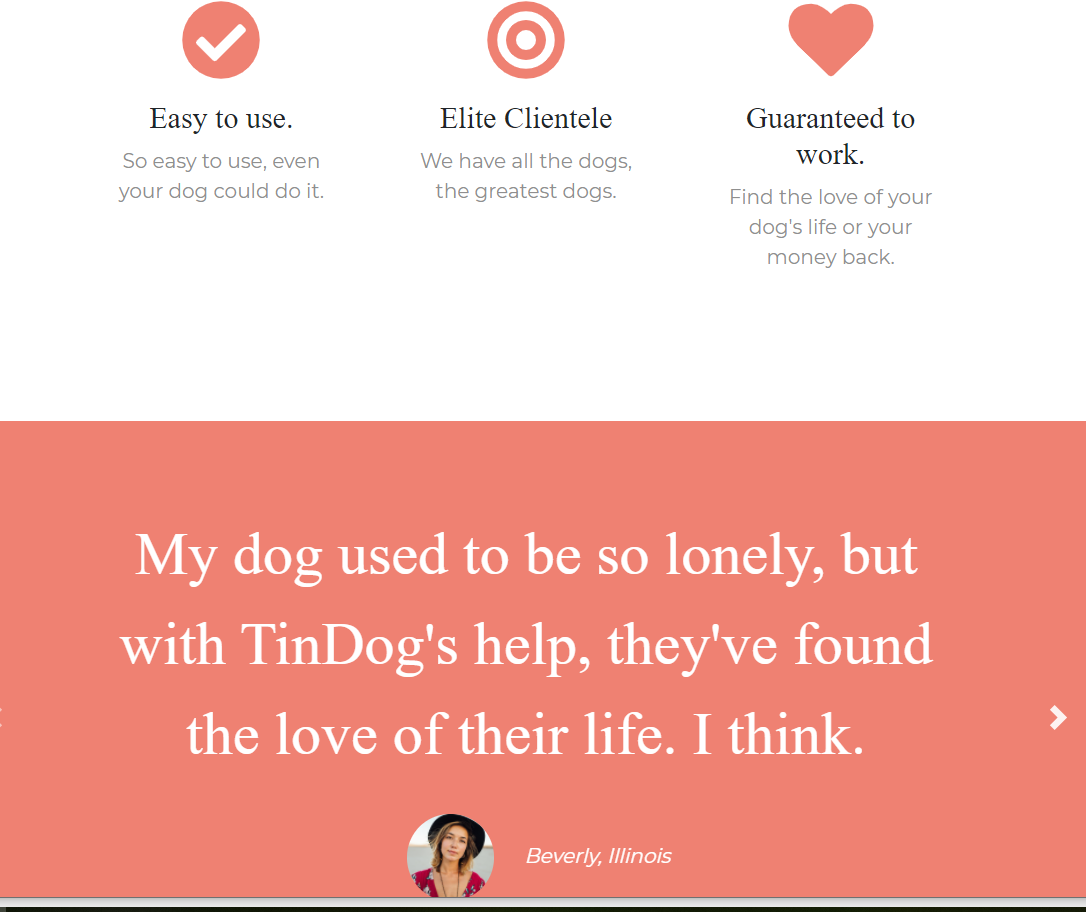 Easy to use.
So easy to use, even
your dog could do it.
Elite Clientele
We have all the dogs,
the greatest dogs.
Guaranteed to
work.
Find the love of your
dog's life or your
money back.
My dog used to be so lonely, but
with TinDog's help, they've found
the love of their life. I think.
Beverly, Illinois